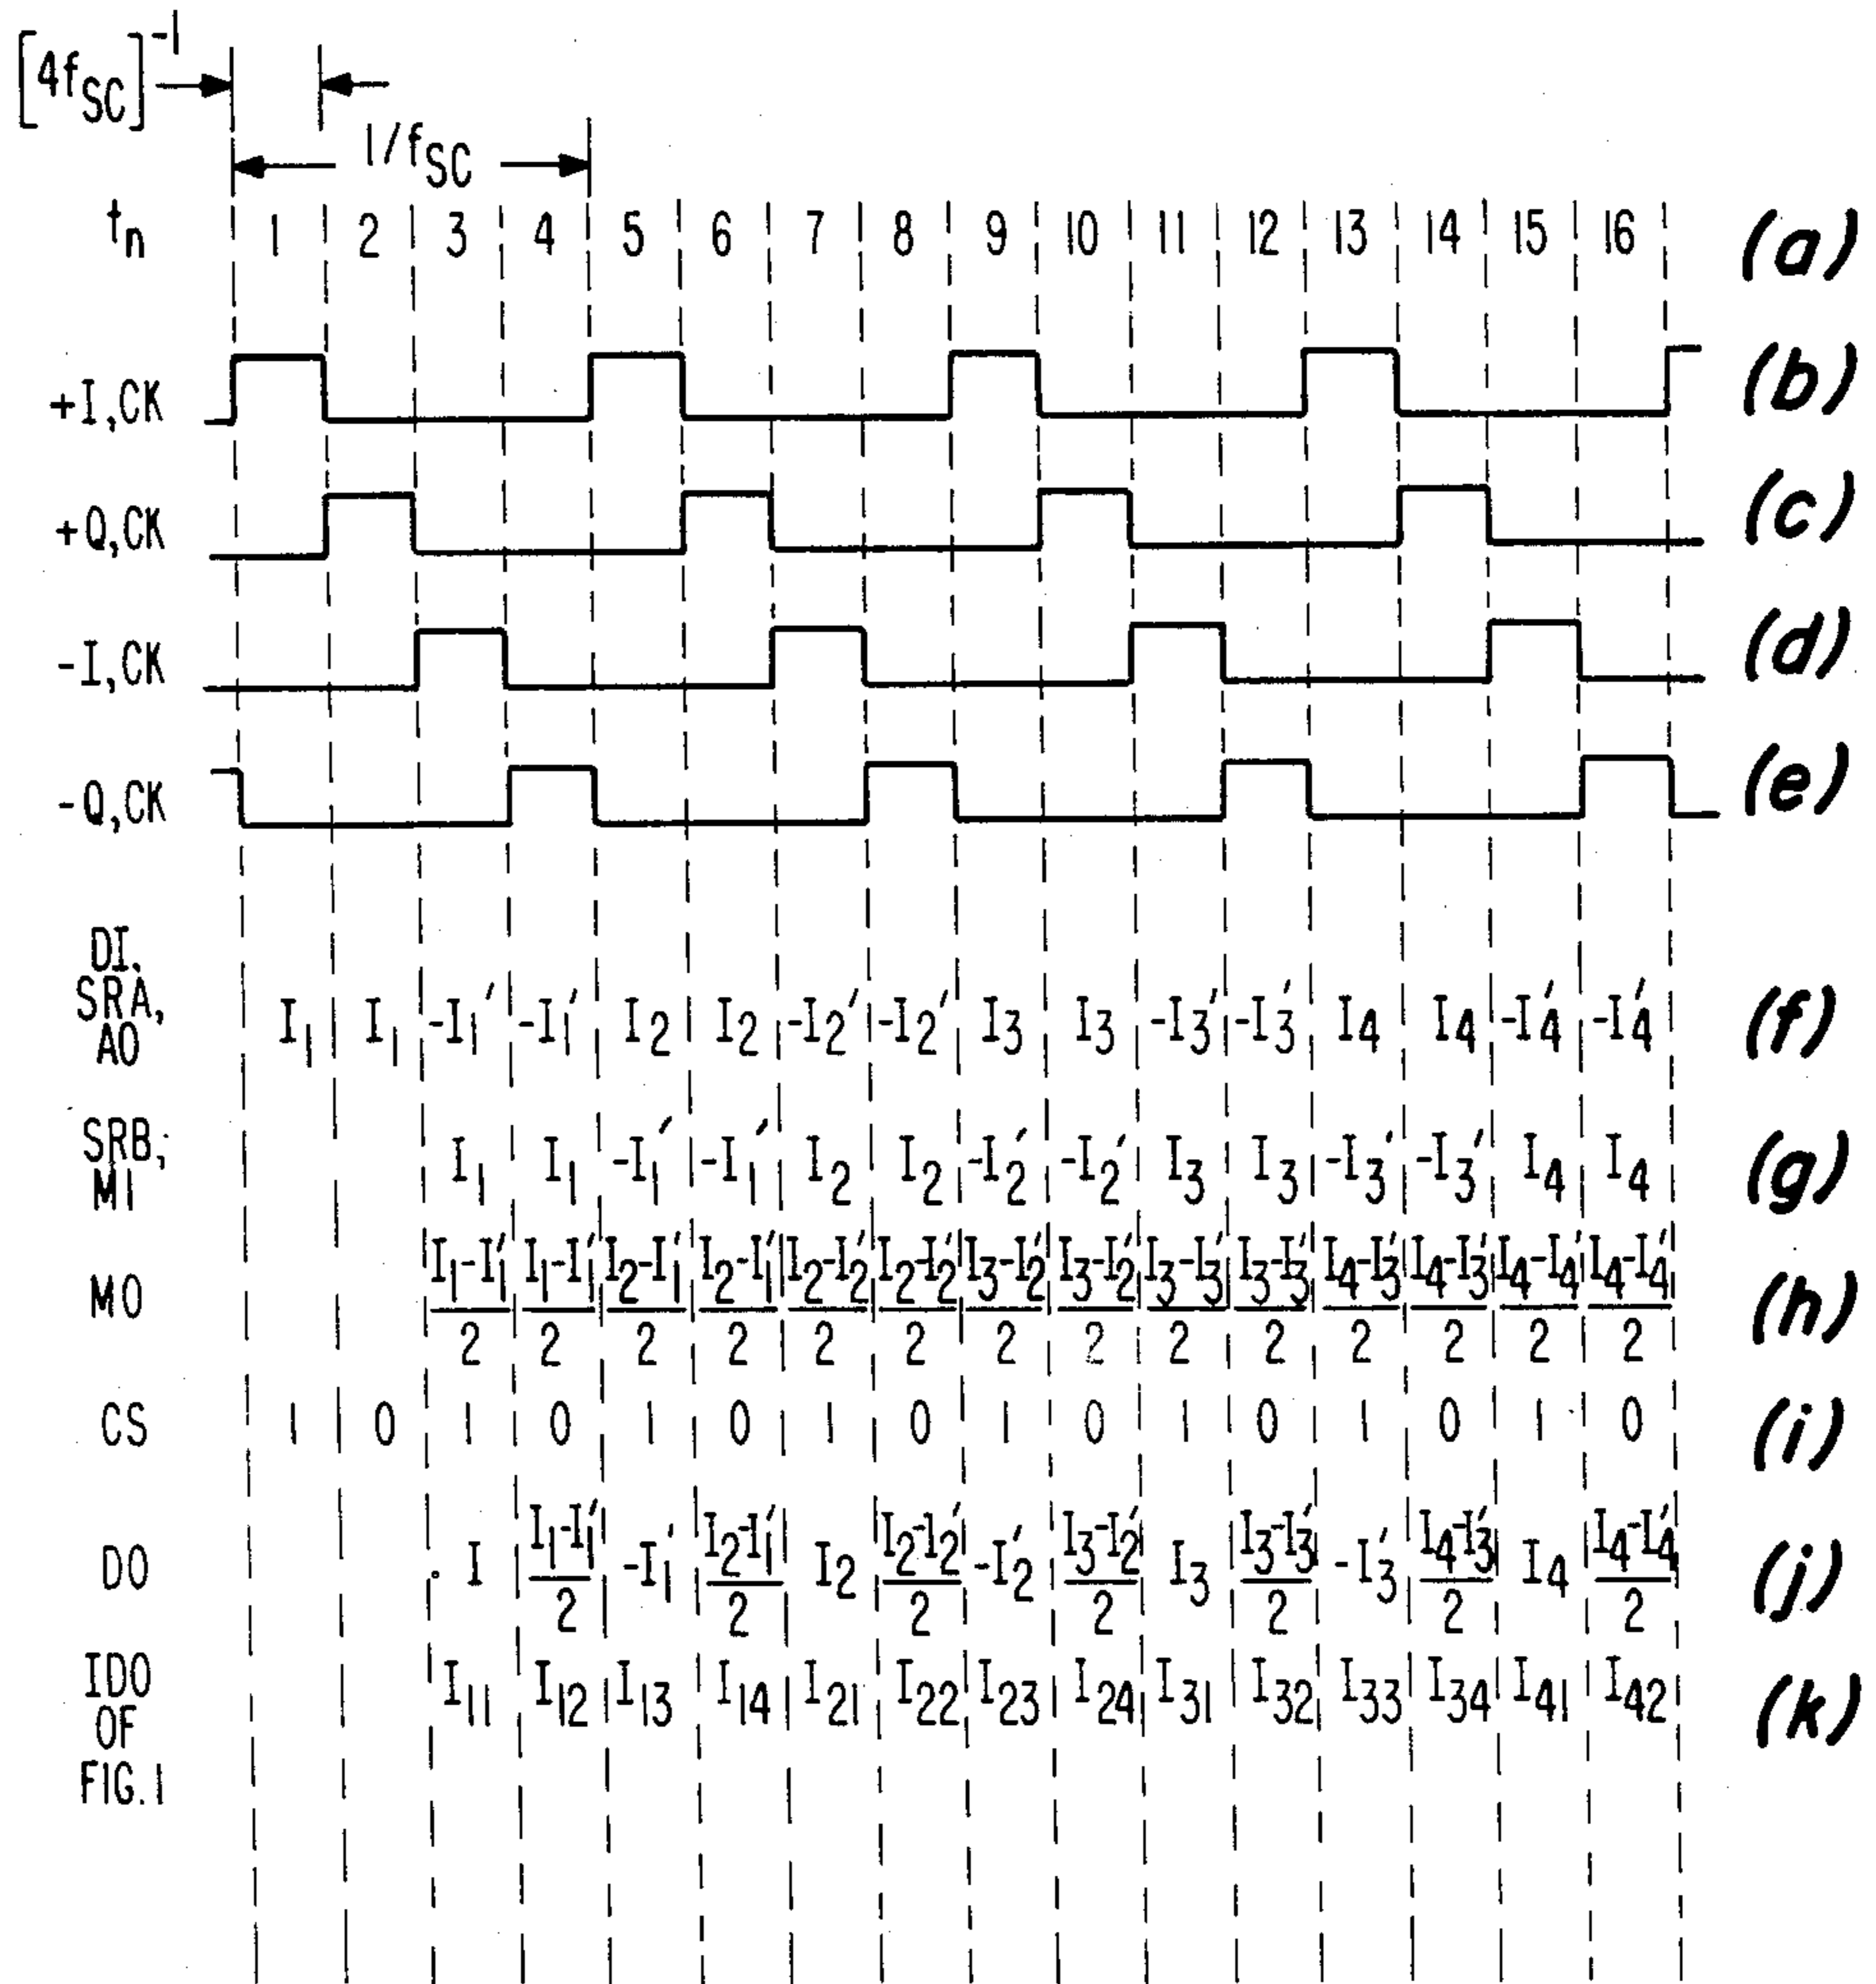 [4fSC]-1
1/fSC
tn 1 2 3 4 5 6 7 8 9 10 11 12 13 14 15 16 (a)
+I,CK (b)
+Q,CK (c)
-I,CK (d)
-Q,CK (e)
DI,
SRA,
AO I1 I1 -I1′ -I1′ I2 I2 -I2′ -I2′ I3 I3 -I3′ -I3′ I4 I4 -I4′ -I4′ (f)
SRB,
MI I1 I1 -I1′ -I1′ I2 I2 -I2′ -I2′ I3 I3 -I3′ -I3′ I4 I4 (g)
MO I1-I1′/2 I1-I1′/2 I2-I1′/2 I2-I1′/2 I2-I2′/2 I2-I2′/2 I3-I2′/2 I3-I2′/2 I3-I3′/2 I3-I3′/2 I4-I3′/2 I4-I3′/2 I4-I4′/2 I4-I4′/2 (h)
CS 1 0 1 0 1 0 1 0 1 0 1 0 1 0 1 0 (i)
DO I I1-I1′/2 -I1′ I2-I1′/2 I2 I2-I2′/2 -I2′ I3-I2′/2 I3 I3-I3′/2 -I3′ I4-I3′/2 I4 I4-I4′/2 (j)
IDO
OF
FIG.1 I11 I12 I13 I14 I21 I22 I23 I24 I31 I32 I33 I34 I41 I42 (k)